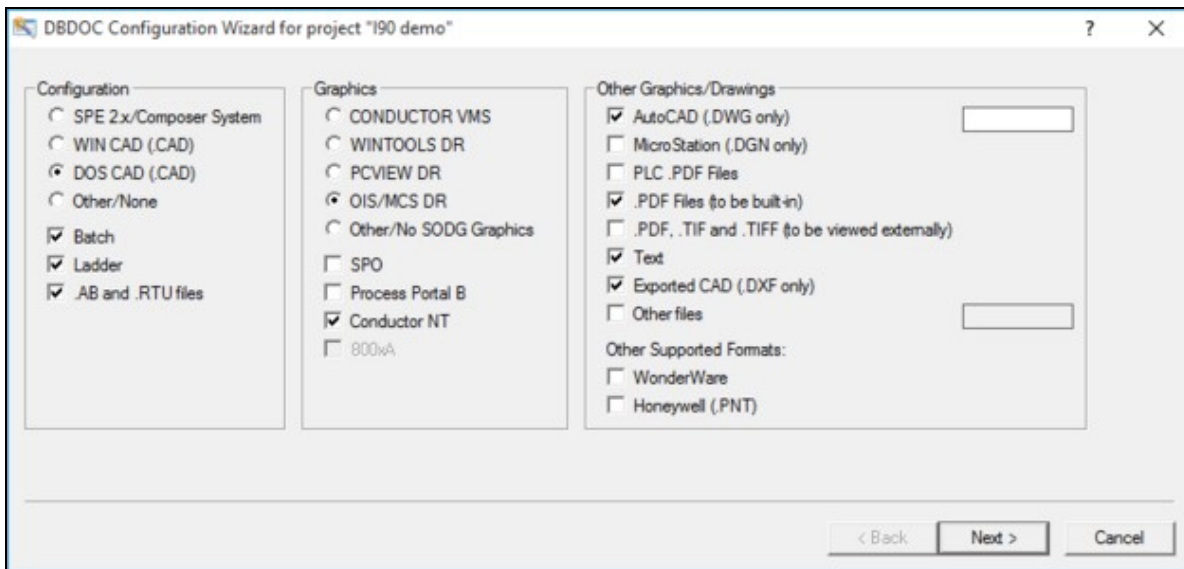 DBDOC Configuration Wizard for project "I90 demo"
? X
Configuration
SPE 2.x/Composer System
WIN CAD (.CAD)
DOS CAD (.CAD)
Other/None
Batch
Ladder
.AB and .RTU files
Graphics
CONDUCTOR VMS
WINTOOLS DR
PCVIEW DR
OIS/MCS DR
Other/No SODG Graphics
SPO
Process Portal B
Conductor NT
800xA
Other Graphics/Drawings
AutoCAD (.DWG only)
MicroStation (.DGN only)
PLC .PDF Files
.PDF Files (to be built-in)
.PDF, .TIF and .TIFF (to be viewed externally)
Text
Exported CAD (.DXF only)
Other files
Other Supported Formats:
WonderWare
Honeywell (.PNT)
< Back Next > Cancel